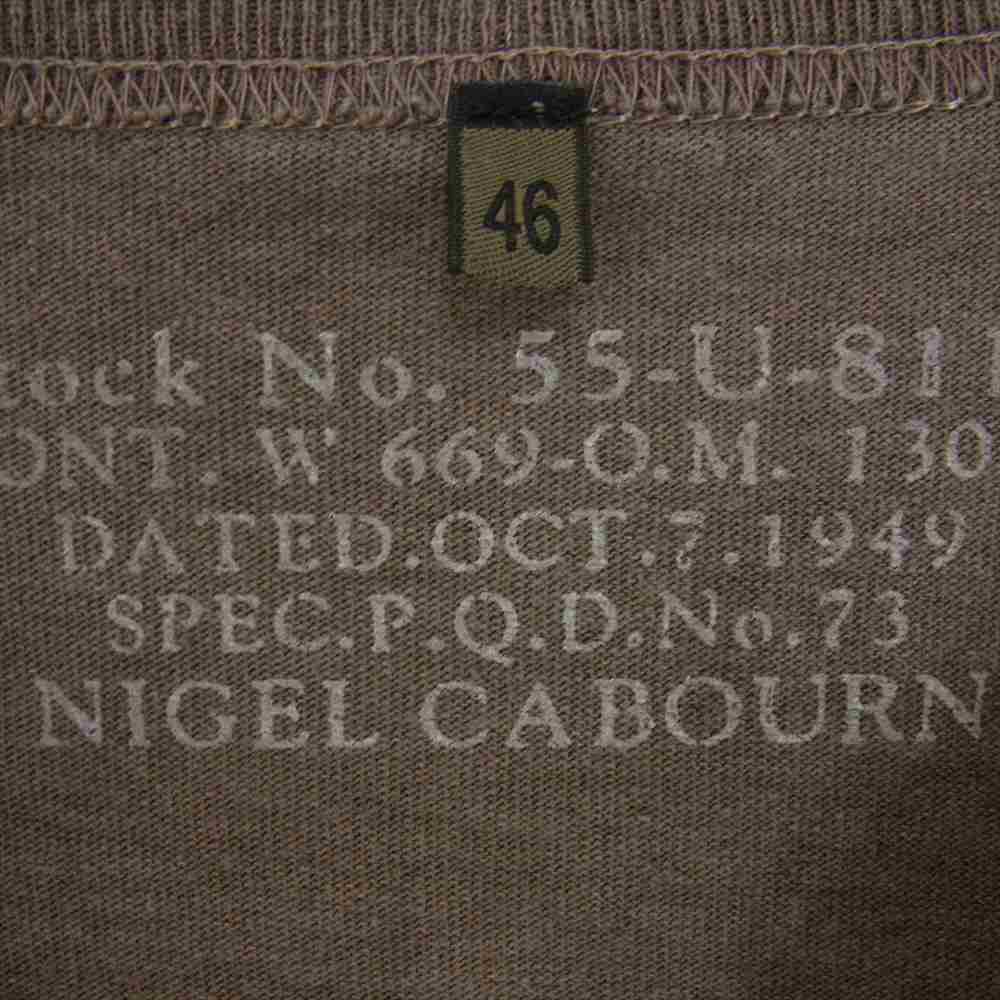 46
tock No. 55-U-81
ONT. W 669-O.M. 130
DATED.OCT.7.1949
SPEC.P.Q.D.No.73
NIGEL CABOURN